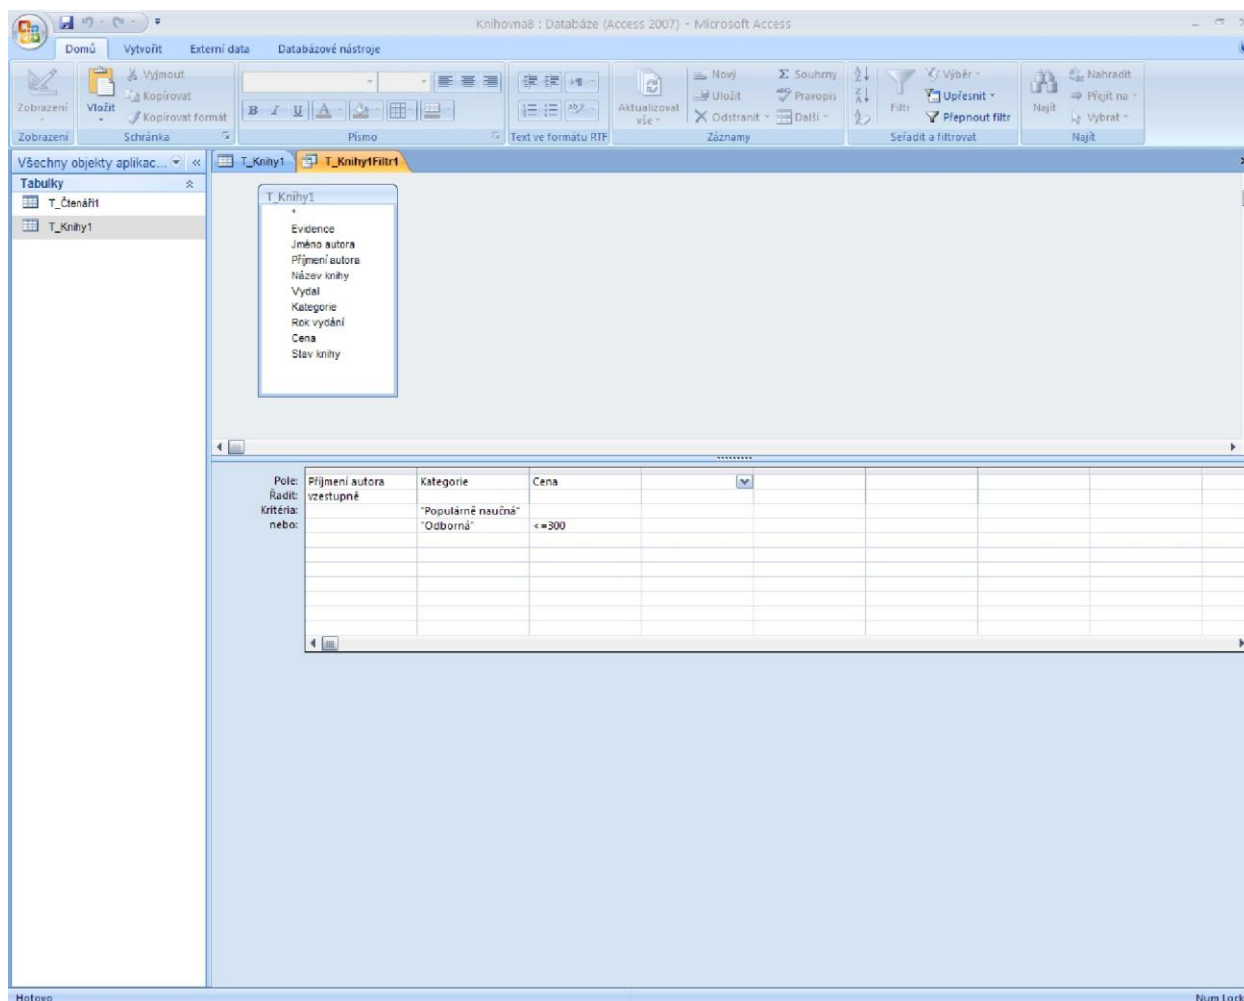 Knihovna8 : Databáze (Access 2007) - Microsoft Access
Domů Vytvořit Externí data Databázové nástroje
Zobrazení
Zobrazení
Vložit
Vyjmout
Kopírovat
Kopírovat formát
Schránka
B I U A
Písmo
ab
Text ve formátu RTF
Aktualizovat vše
Nový
Uložit
Odstranit
Σ Souhrny
Pravopis
Další
Záznamy
Filtr
Výběr
Upřesnit
Přepnout filtr
Seřadit a filtrovat
Najít
Nahradit
Přejít na
Vybrat
Najít
Všechny objekty aplikac...
Tabulky
T_Čtenáři1
T_Knihy1
T_Knihy1 T_Knihy1Filtr1
T_Knihy1
*
Evidence
Jméno autora
Příjmení autora
Název knihy
Vydal
Kategorie
Rok vydání
Cena
Stav knihy
Pole: Příjmení autora Kategorie Cena
Řadit: vzestupně
Kritéria: "Populárně naučná"
nebo: "Odborná" <=300
Hotovo Num Lock